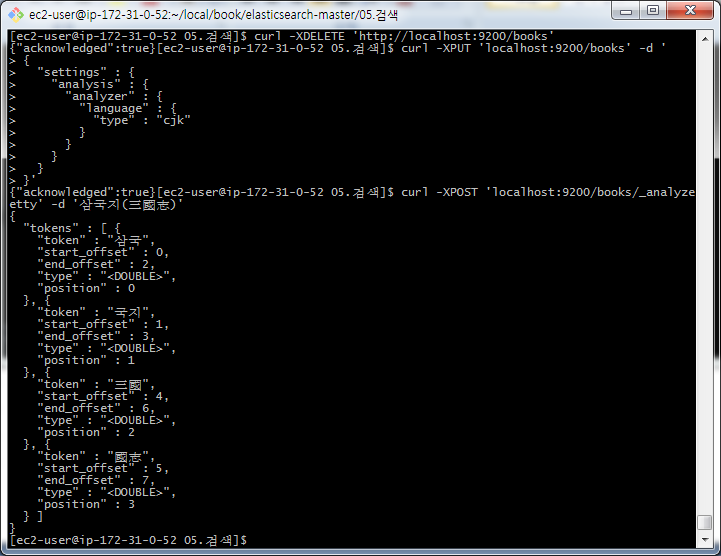 ec2-user@ip-172-31-0-52:~/local/book/elasticsearch-master/05.검색
[ec2-user@ip-172-31-0-52 05.검색]$ curl -XDELETE 'http://localhost:9200/books'
{"acknowledged":true}[ec2-user@ip-172-31-0-52 05.검색]$ curl -XPUT 'localhost:9200/books' -d '
> {
>   "settings" : {
>     "analysis" : {
>       "analyzer" : {
>         "language" : {
>           "type" : "cjk"
>         }
>       }
>     }
>   }
> }'
{"acknowledged":true}[ec2-user@ip-172-31-0-52 05.검색]$ curl -XPOST 'localhost:9200/books/_analyze
etty' -d '삼국지(三國志)'
{
  "tokens" : [ {
    "token" : "삼국",
    "start_offset" : 0,
    "end_offset" : 2,
    "type" : "<DOUBLE>",
    "position" : 0
  }, {
    "token" : "국지",
    "start_offset" : 1,
    "end_offset" : 3,
    "type" : "<DOUBLE>",
    "position" : 1
  }, {
    "token" : "三國",
    "start_offset" : 4,
    "end_offset" : 6,
    "type" : "<DOUBLE>",
    "position" : 2
  }, {
    "token" : "國志",
    "start_offset" : 5,
    "end_offset" : 7,
    "type" : "<DOUBLE>",
    "position" : 3
  } ]
}
[ec2-user@ip-172-31-0-52 05.검색]$